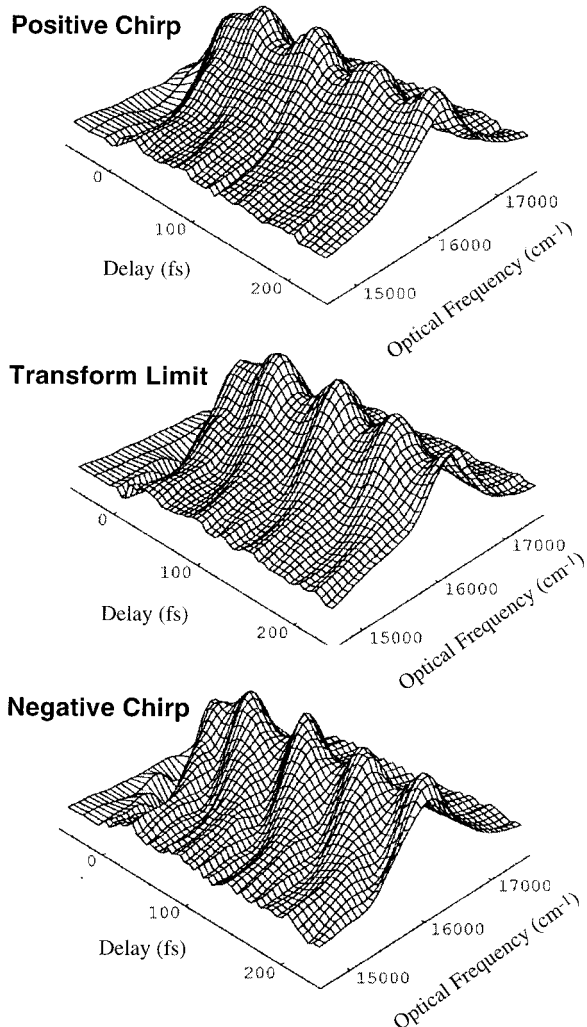 Positive Chirp
0
100
200
Delay (fs)
15000
16000
17000
Optical Frequency (cm-1)
Transform Limit
0
100
200
Delay (fs)
15000
16000
17000
Optical Frequency (cm-1)
Negative Chirp
0
100
200
Delay (fs)
15000
16000
17000
Optical Frequency (cm-1)